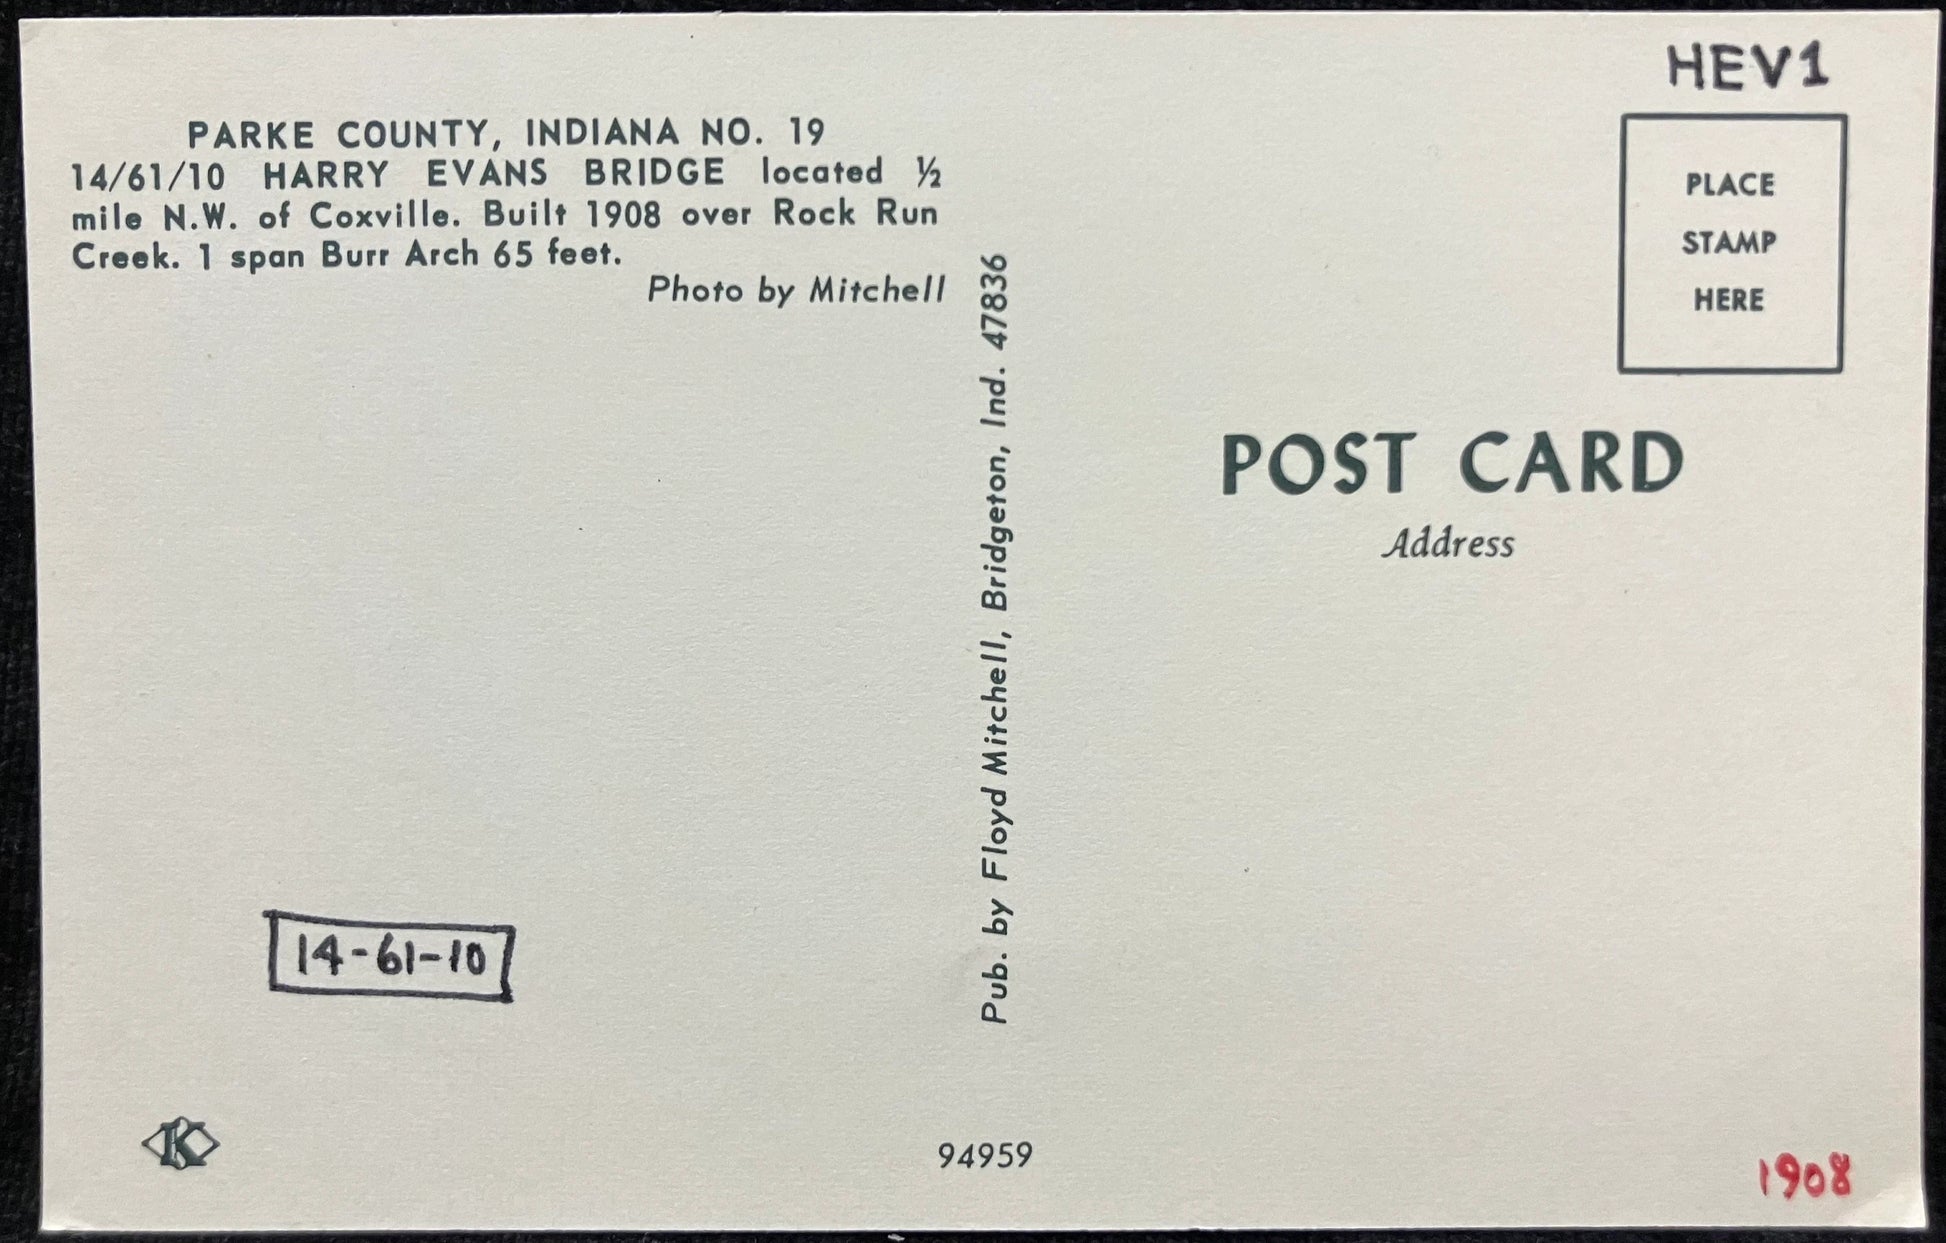 HEV1
PARKE COUNTY, INDIANA NO. 19
14/61/10 HARRY EVANS BRIDGE located ½
mile N.W. of Coxville. Built 1908 over Rock Run
Creek. 1 span Burr Arch 65 feet.
Photo by Mitchell
Pub. by Floyd Mitchell, Bridgeton, Ind. 47836
PLACE
STAMP
HERE
POST CARD
Address
14-61-10
K
94959
1908